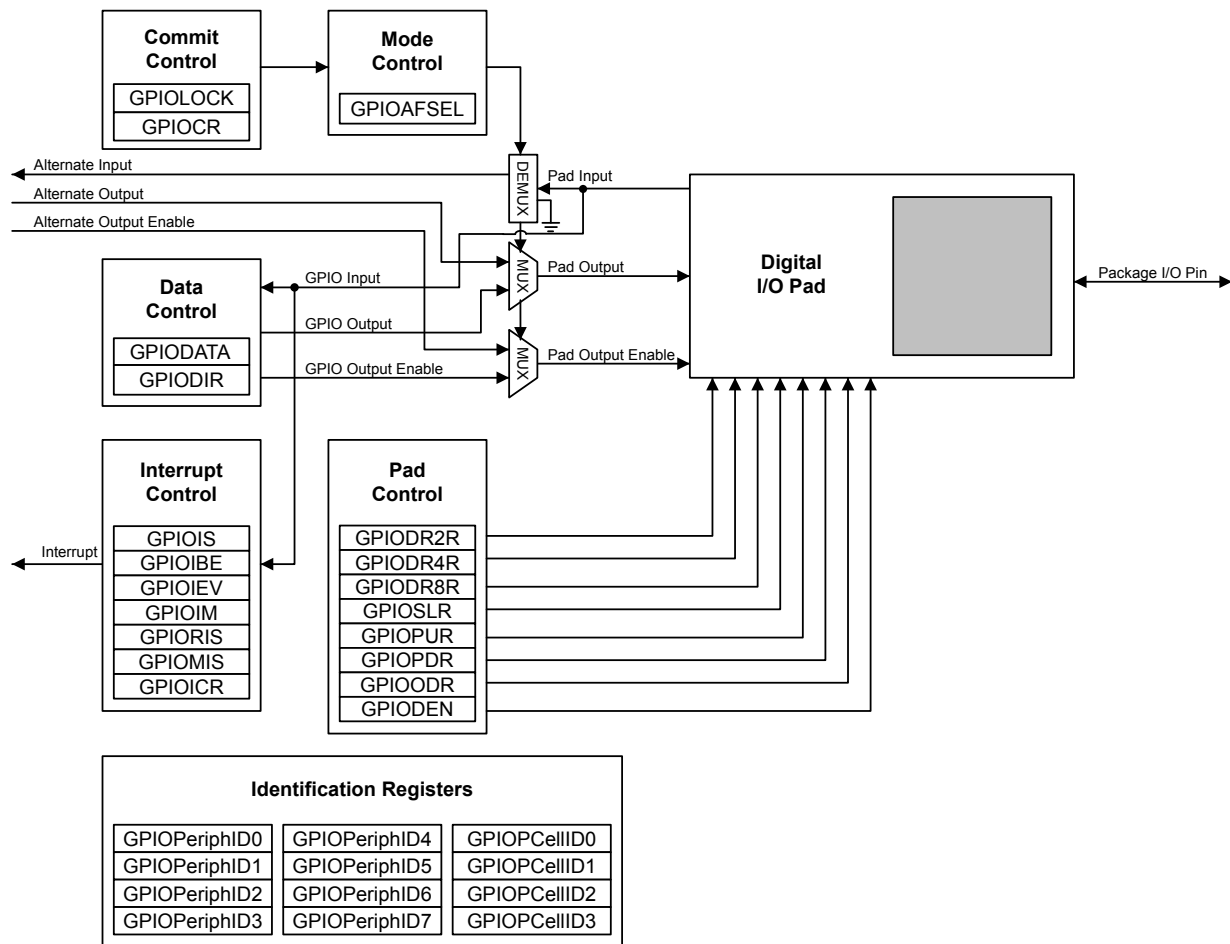 Commit
Control
GPIOLOCK
GPIOCR
Mode
Control
GPIOAFSEL
Alternate Input
Alternate Output
Alternate Output Enable
DEMUX
Pad Input
MUX
Pad Output
MUX
Pad Output Enable
Digital
I/O Pad
Package I/O Pin
Data
Control
GPIODATA
GPIODIR
GPIO Input
GPIO Output
GPIO Output Enable
Interrupt
Control
GPIOIS
GPIOIBE
GPIOIEV
GPIOIM
GPIORIS
GPIOMIS
GPIOICR
Interrupt
Pad
Control
GPIODR2R
GPIODR4R
GPIODR8R
GPIOSLR
GPIOPUR
GPIOPDR
GPIOODR
GPIODEN
Identification Registers
GPIOPeriphID0
GPIOPeriphID1
GPIOPeriphID2
GPIOPeriphID3
GPIOPeriphID4
GPIOPeriphID5
GPIOPeriphID6
GPIOPeriphID7
GPIOPCellID0
GPIOPCellID1
GPIOPCellID2
GPIOPCellID3